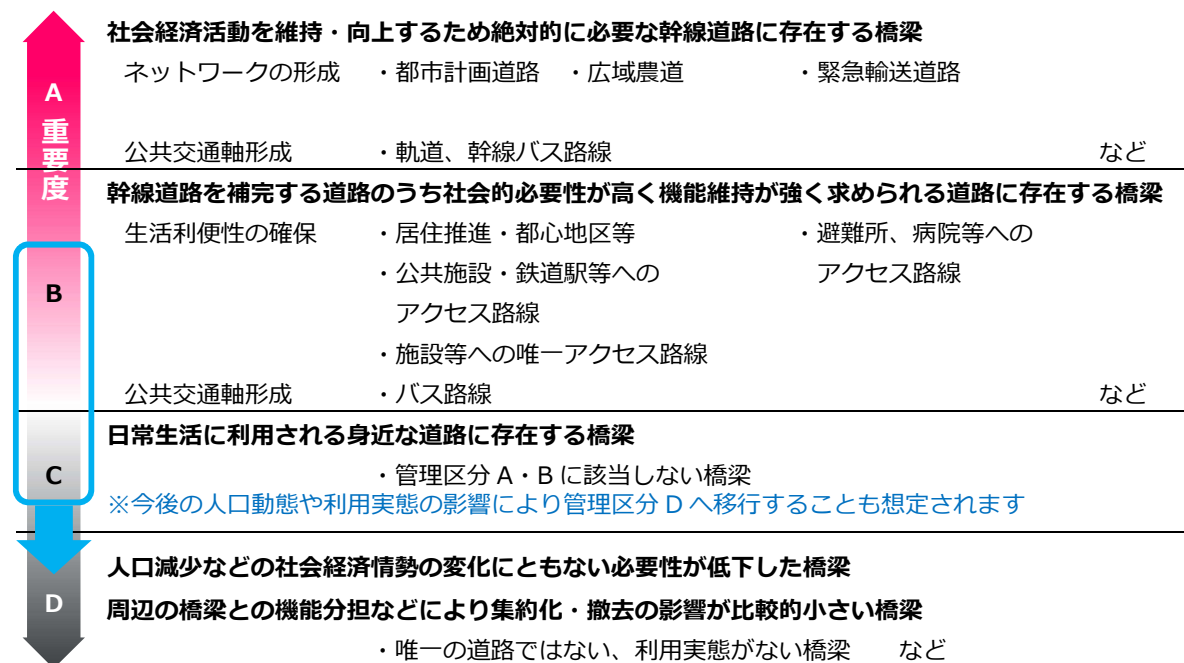 社会経済活動を維持・向上するため絶対的に必要な幹線道路に存在する橋梁
ネットワークの形成 ・都市計画道路 ・広域農道 ・緊急輸送道路
A
重要度
公共交通軸形成 ・軌道、幹線バス路線 など
幹線道路を補完する道路のうち社会的必要性が高く機能維持が強く求められる道路に存在する橋梁
生活利便性の確保 ・居住推進・都心地区等 ・避難所、病院等への
B
・公共施設・鉄道駅等への アクセス路線
アクセス路線
・施設等への唯一アクセス路線
公共交通軸形成 ・バス路線 など
日常生活に利用される身近な道路に存在する橋梁
C
・管理区分 A・B に該当しない橋梁
※今後の人口動態や利用実態の影響により管理区分 D へ移行することも想定されます
人口減少などの社会経済情勢の変化にともない必要性が低下した橋梁
D
周辺の橋梁との機能分担などにより集約化・撤去の影響が比較的小さい橋梁
・唯一の道路ではない、利用実態がない橋梁 など